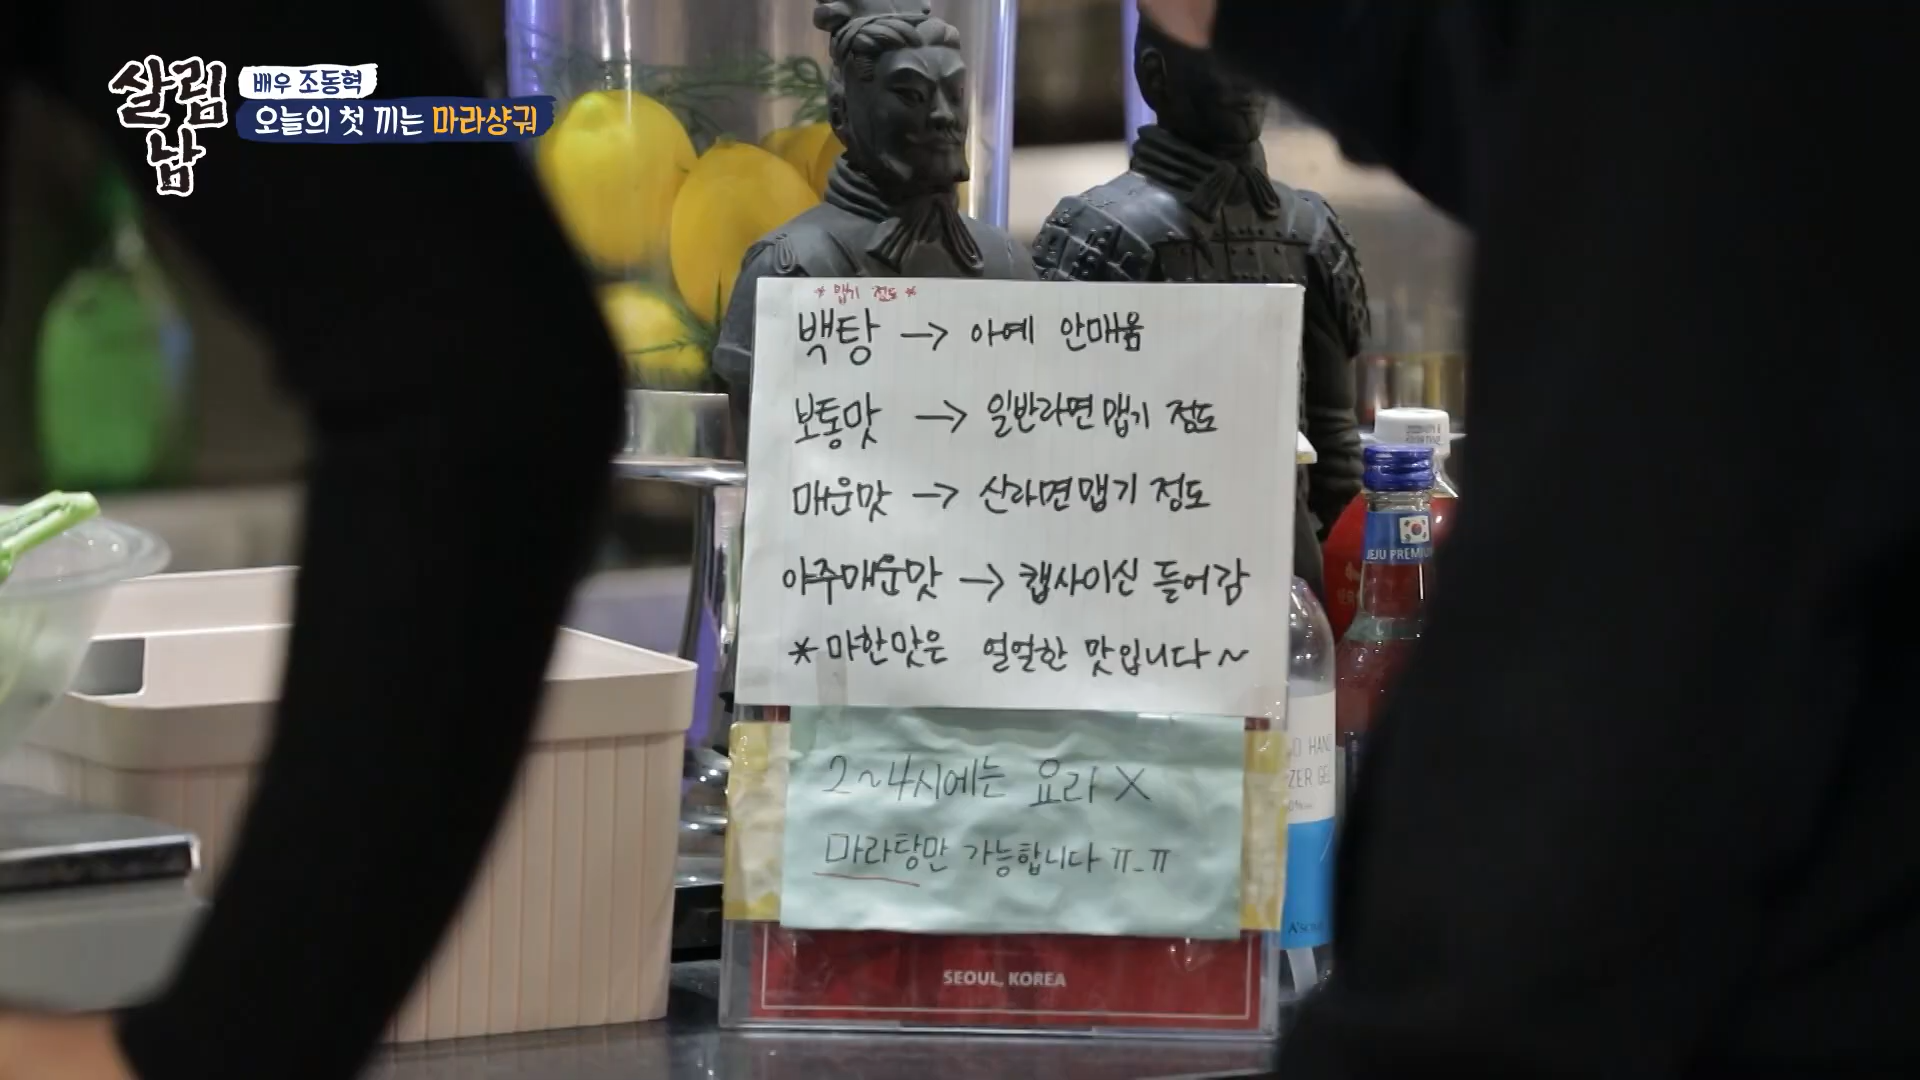 살림남
배우 조동혁
오늘의 첫 끼는 마라샹궈
* 맵기 정도 *
백탕 → 아예 안매움
보통맛 → 일반라면맵기 정도
매운맛 → 신라면맵기 정도
아주매운맛 → 캡사이신 들어감
* 마한맛은 얼얼한 맛입니다~
2~4시에는 요리 X
마라탕만 가능합니다 ㅠ_ㅠ
SEOUL, KOREA
JEJU PREMIUM